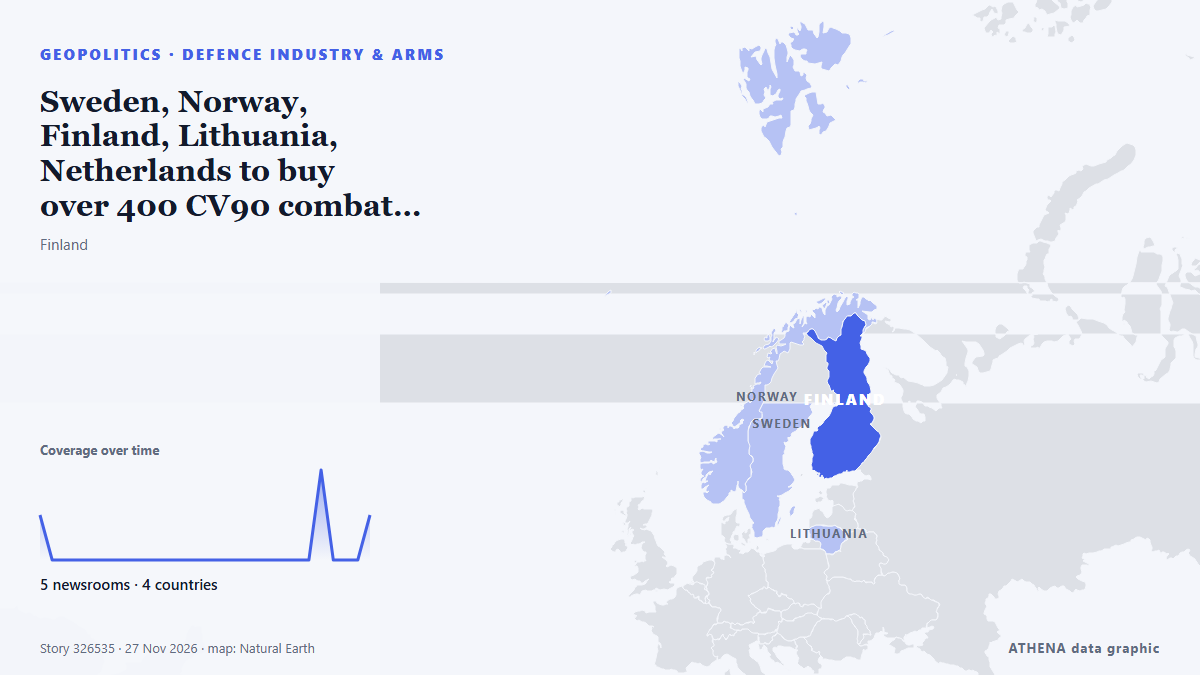 GEOPOLITICS · DEFENCE INDUSTRY & ARMS
Sweden, Norway,
Finland, Lithuania,
Netherlands to buy
over 400 CV90 combat...
Finland
NORWAY
FINLAND
SWEDEN
LITHUANIA
Coverage over time
5 newsrooms · 4 countries
Story 326535 · 27 Nov 2026 · map: Natural Earth
ATHENA data graphic